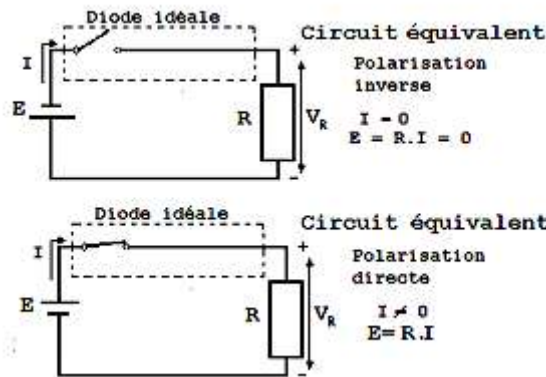 Diode idéale
Circuit équivalent
I
+
Polarisation
inverse
E
R
V_R
I = 0
E = R.I = 0
-
Diode idéale
Circuit équivalent
I
+
Polarisation
directe
E
R
V_R
I ≠ 0
E= R.I
-